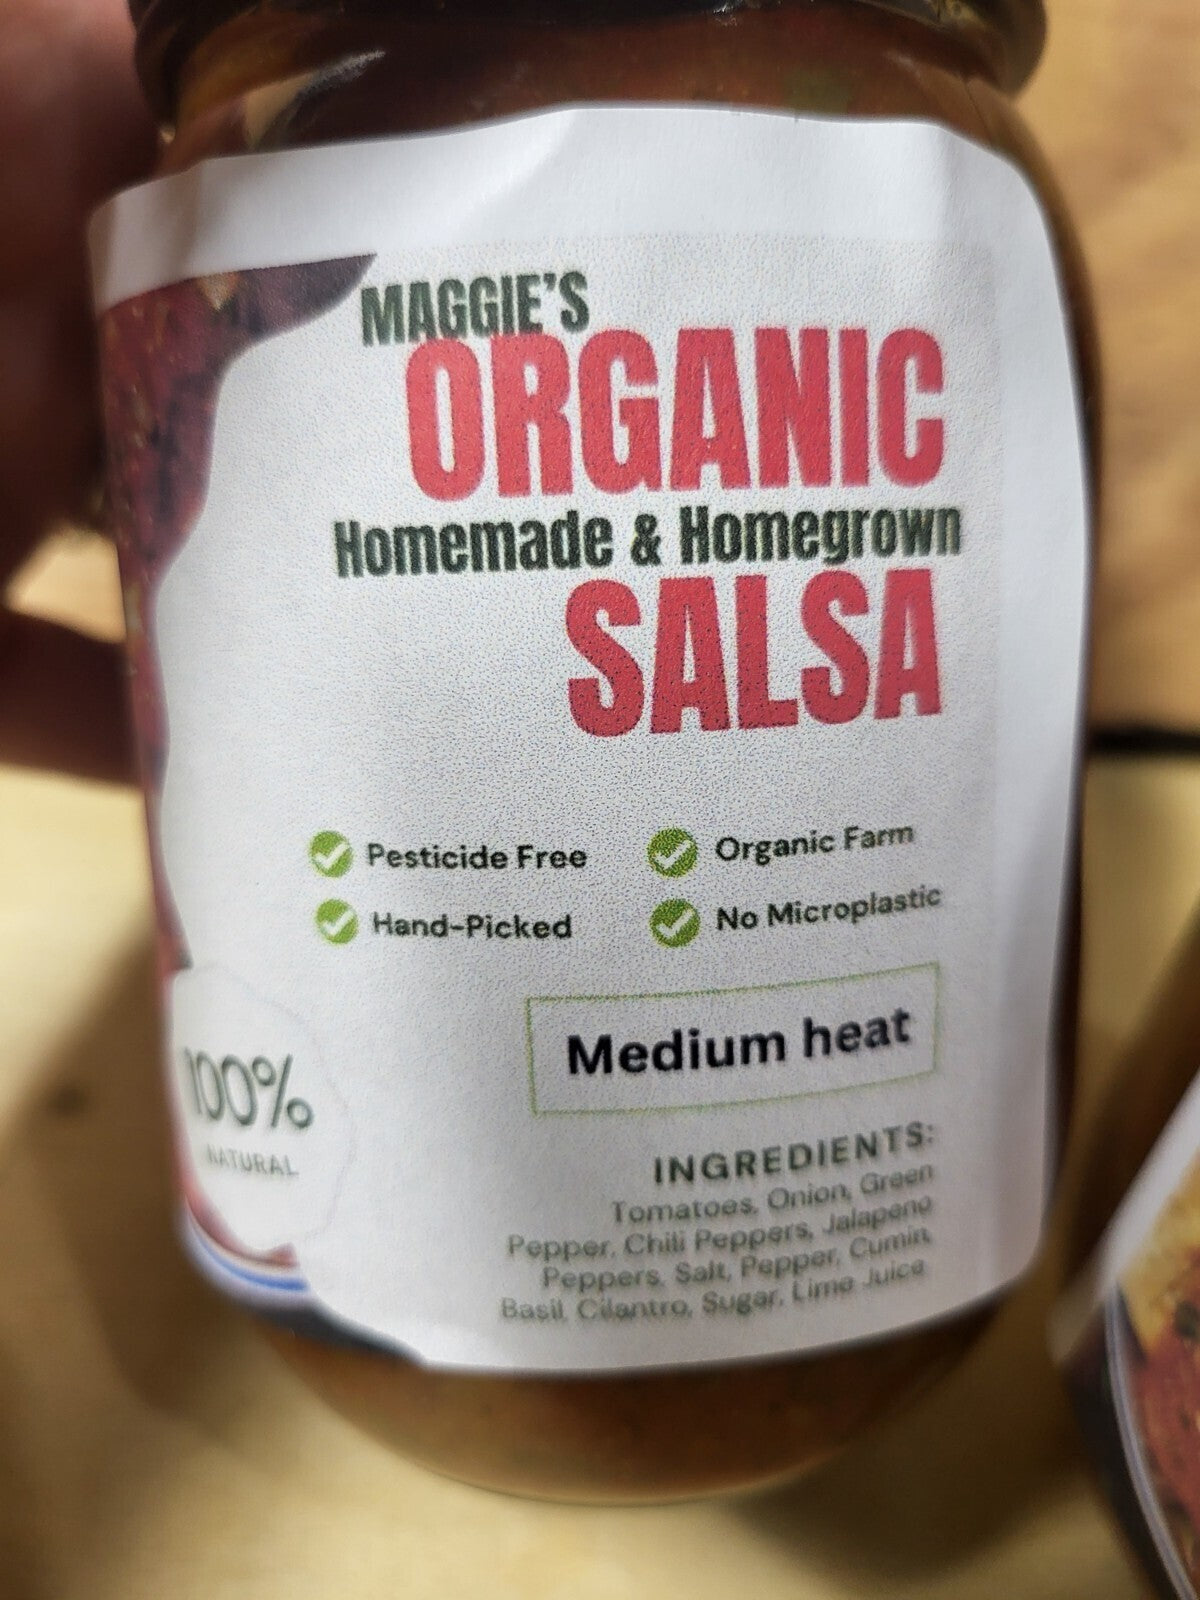 MAGGIE'S
ORGANIC
Homemade & Homegrown
SALSA
Pesticide Free
Organic Farm
Hand-Picked
No Microplastic
Medium heat
100%
NATURAL
INGREDIENTS:
Tomatoes, Onion, Green
Pepper, Chili Peppers, Jalapeno
Peppers, Salt, Pepper, Cumin,
Basil, Cilantro, Sugar, Lime Juice